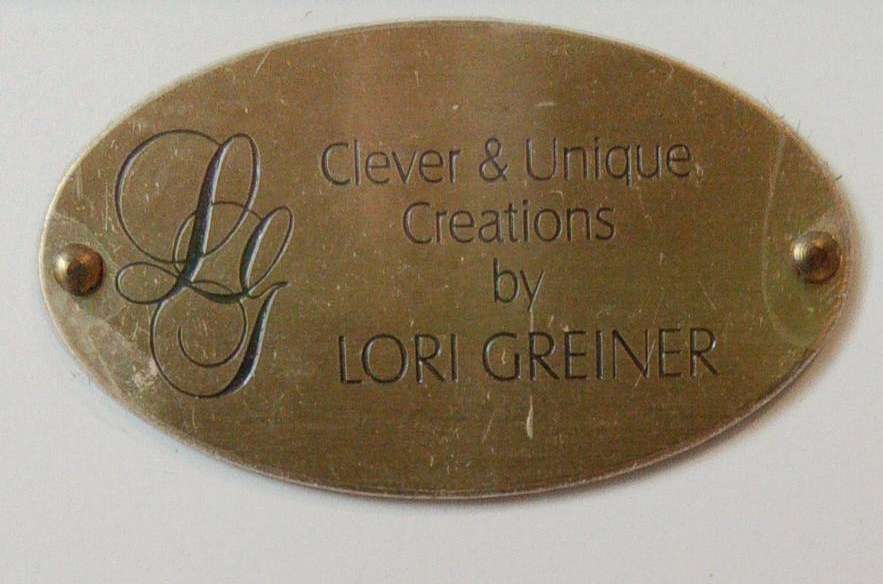 LG
Clever & Unique
Creations
by
LORI GREINER